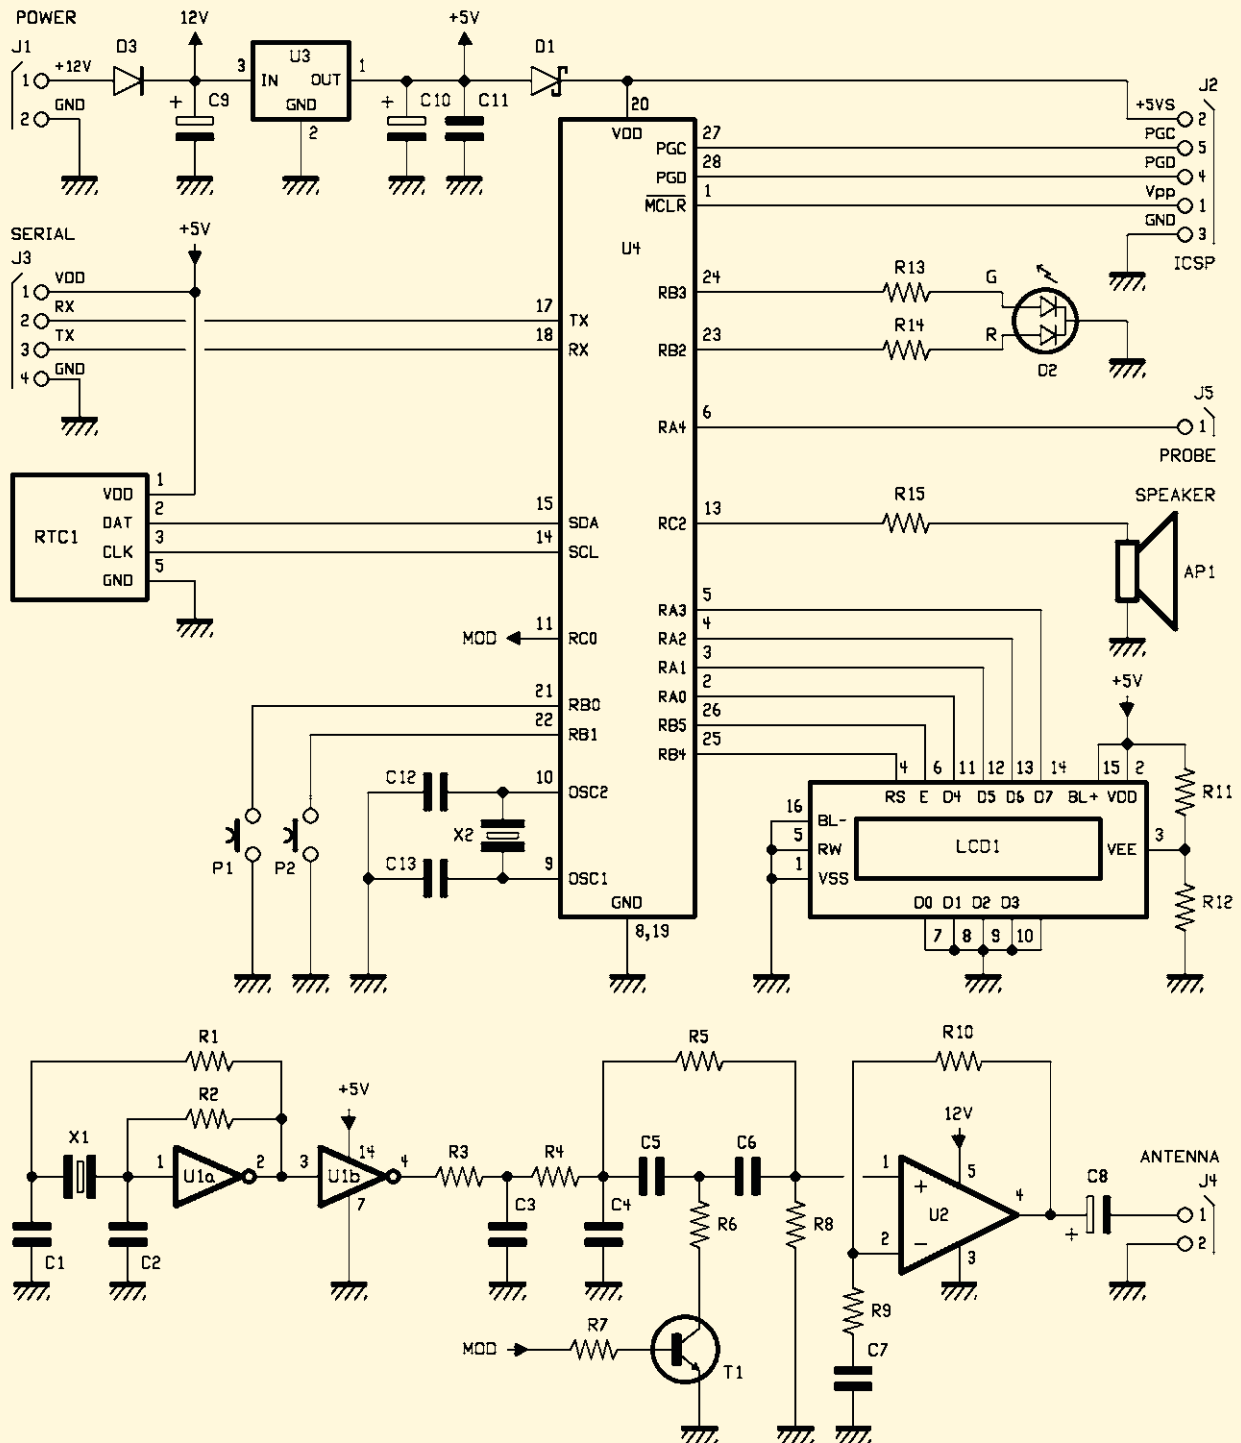 POWER
J1
1 +12V
2 GND
D3
12V
+ C9
3 IN U3 OUT 1
GND
2
+ C10
+5V
C11
D1
20
VDD
U4
J2
+5VS 2
PGC 27 PGC 5
PGD 28 PGD 4
MCLR 1 Vpp 1
GND 3
ICSP
SERIAL
J3
+5V
1 VDD
2 RX
3 TX
4 GND
17 TX
18 RX
RB3 24 R13 G
RB2 23 R14 R
D2
RA4 6
J5
1
PROBE
RTC1
VDD 1
DAT 2
CLK 3
GND 5
15 SDA
14 SCL
RC2 13 R15
SPEAKER
AP1
MOD 11 RC0
21 RB0
22 RB1
RA3 5
RA2 4
RA1 3
RA0 2
RB5 26
RB4 25
+5V
P1
P2
C12
C13
X2
10 OSC2
9 OSC1
GND
8,19
4 6 11 12 13 14 15 2
RS E D4 D5 D6 D7 BL+ VDD
16 BL-
5 RW
1 VSS
LCD1
VEE 3
R11
R12
D0 D1 D2 D3
7 8 9 10
R1
R2
X1
C1
C2
1 U1a 2
+5V
14
3 U1b 4
7
R3
C3
R4
C4
R5
C5
C6
R6
R8
MOD
R7
T1
R10
12V
5
1 +
U2
4
2 −
3
R9
C7
C8
+
ANTENNA
J4
1
2